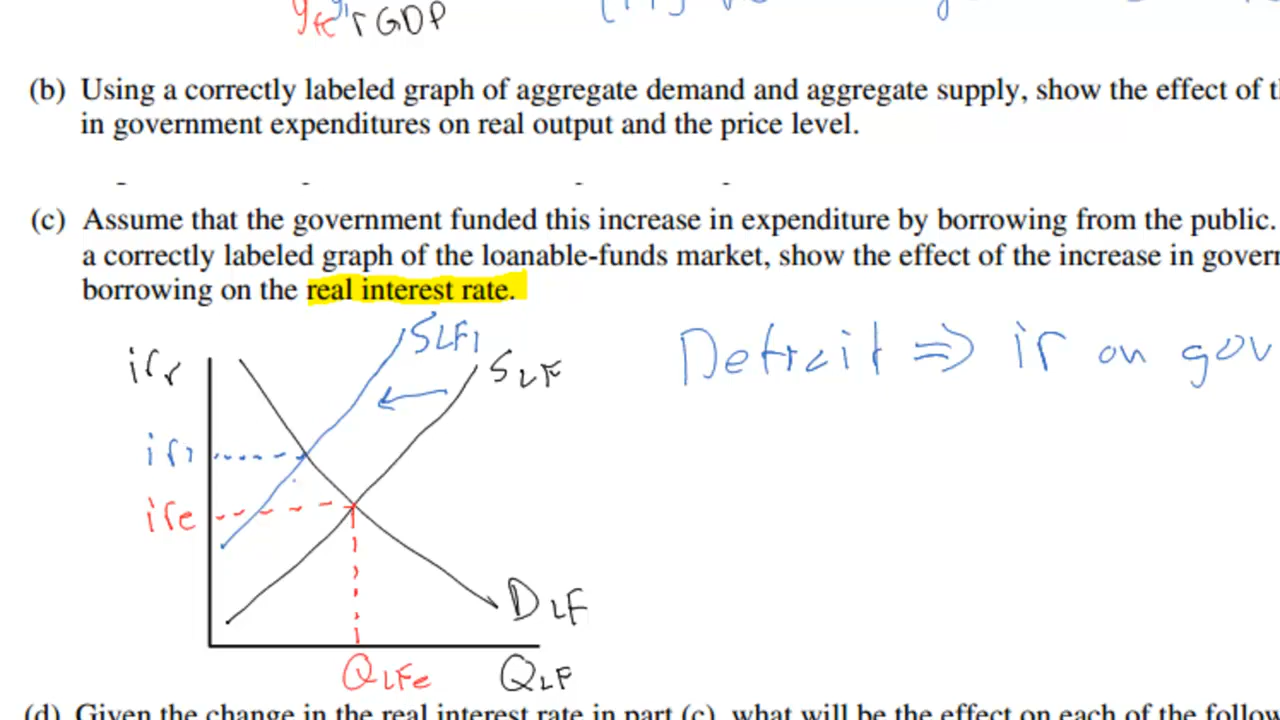 rGDP
(b) Using a correctly labeled graph of aggregate demand and aggregate supply, show the effect of t
in government expenditures on real output and the price level.
(c) Assume that the government funded this increase in expenditure by borrowing from the public.
a correctly labeled graph of the loanable-funds market, show the effect of the increase in govern
borrowing on the real interest rate.
SLF1
irr SLF
Defrcit => ir on gov
ir1
ire
DLF
QLFe QLF
(d) Given the change in the real interest rate in part (c), what will be the effect on each of the follow